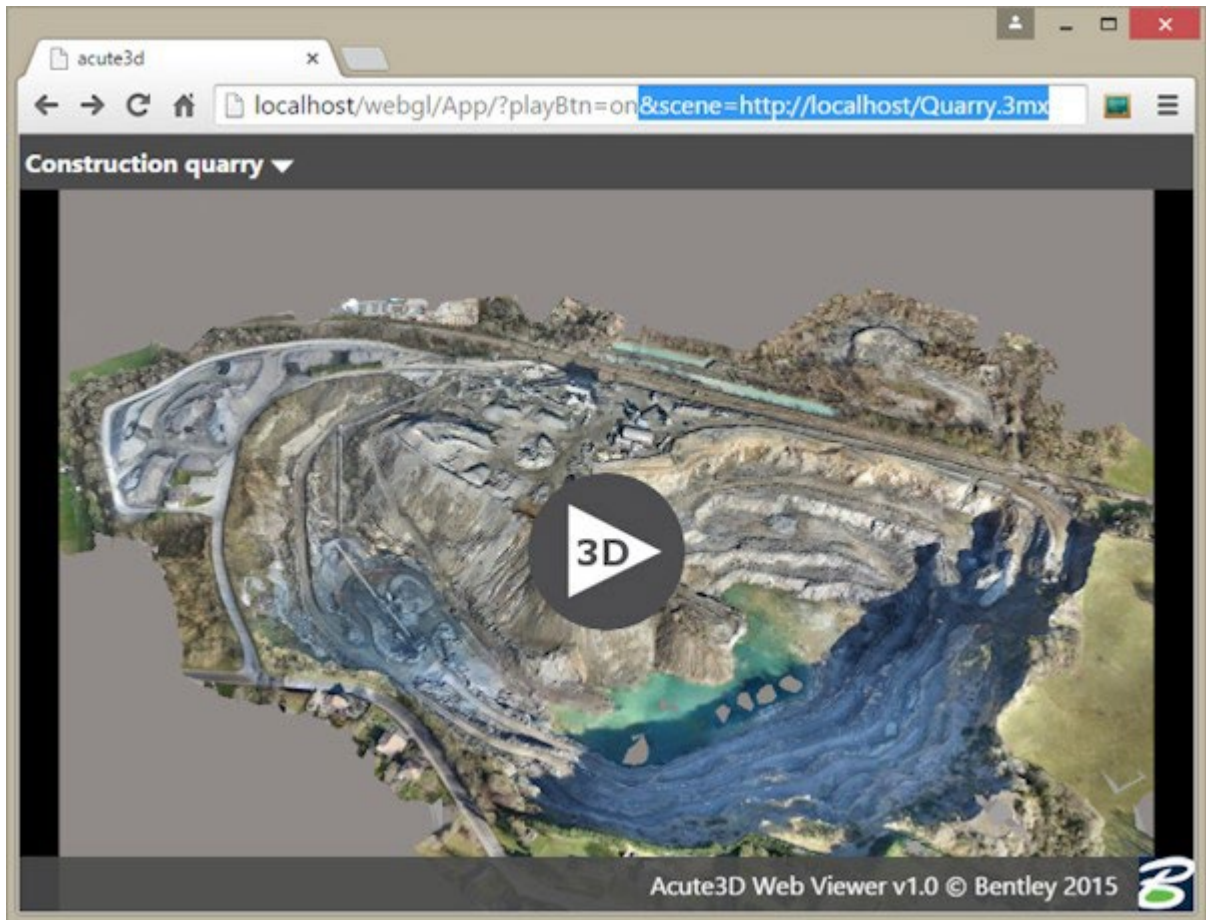 acute3d
localhost/webgl/App/?playBtn=on&scene=http://localhost/Quarry.3mx
Construction quarry
3D
Acute3D Web Viewer v1.0 © Bentley 2015